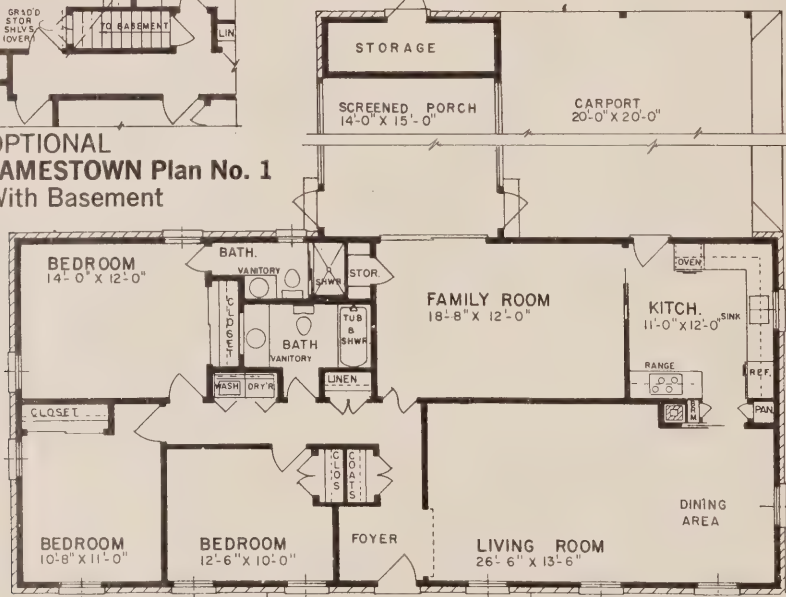 GRAD'D
STOR
SHLVS
(OVER)
TO BASEMENT
LIN
OPTIONAL
JAMESTOWN Plan No. 1
With Basement
STORAGE
SCREENED PORCH
14'-0" X 15'-0"
CARPORT
20'-0" X 20'-0"
BEDROOM
14'-0" X 12'-0"
BATH.
VANITORY
SHWR
STOR.
CLOSET
BATH
VANITORY
TUB
&
SHWR.
FAMILY ROOM
18'-8" X 12'-0"
OVEN
KITCH.
11'-0" X 12'-0"
SINK
RANGE
REF.
WASH
DRY'R
LINEN
CLOSET
BRM
PAN.
CLOS
COATS
BEDROOM
10'-8" X 11'-0"
BEDROOM
12'-6" X 10'-0"
FOYER
LIVING ROOM
26'-6" X 13'-6"
DINING
AREA